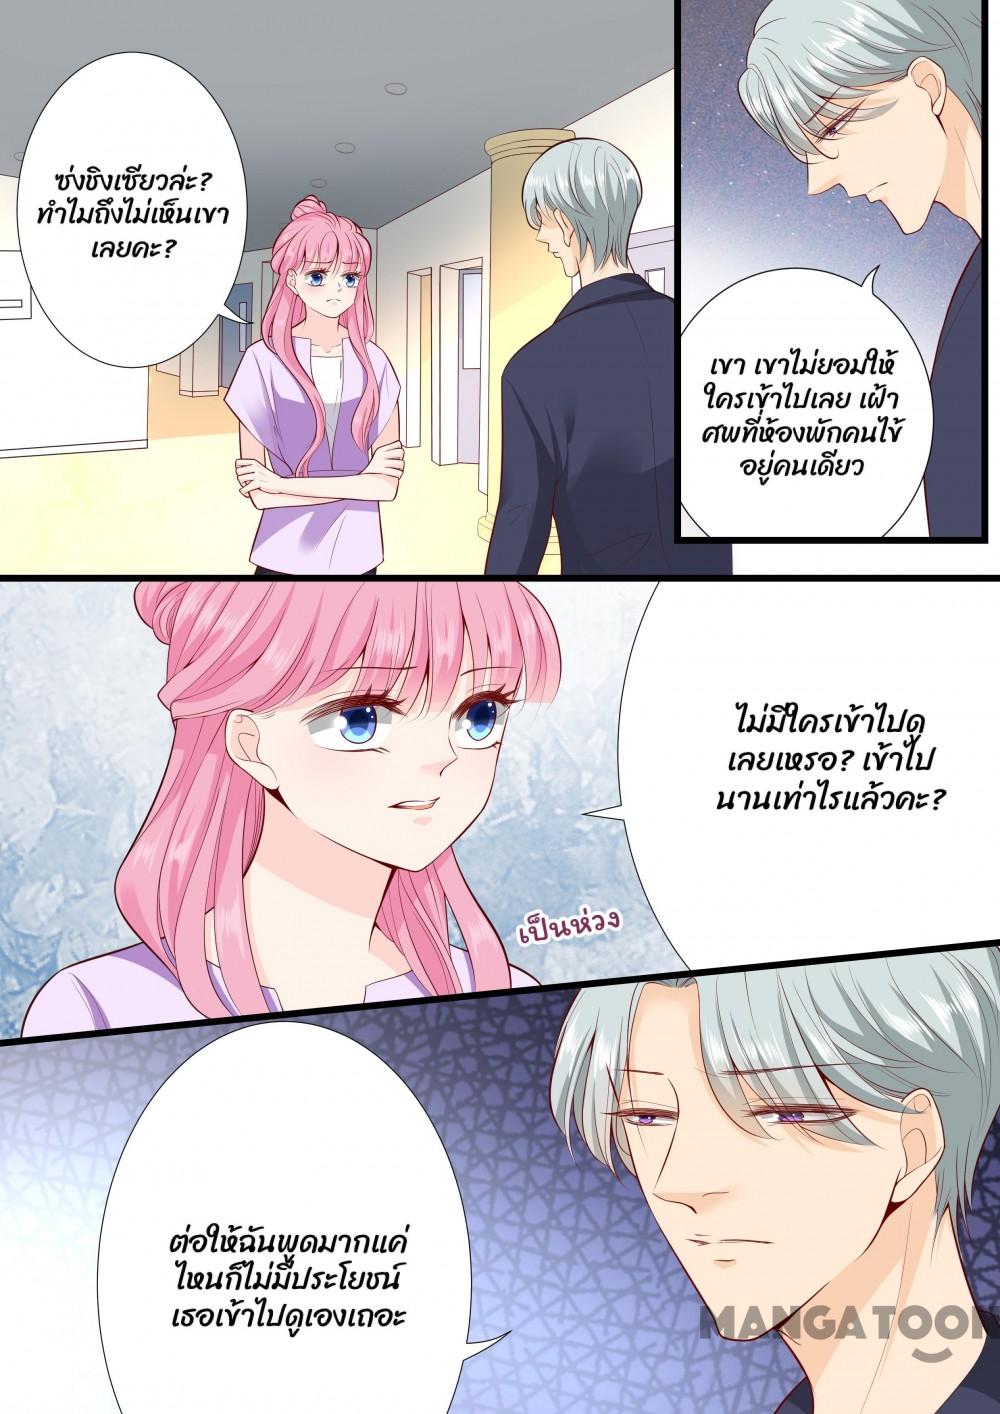 ซ่งชิงเซียวล่ะ?
ทำไมถึงไม่เห็นเขา
เลยคะ?
เขา เขาไม่ยอมให้
ใครเข้าไปเลย เฝ้า
ศพที่ห้องพักคนไข้
อยู่คนเดียว
ไม่มีใครเข้าไปดู
เลยเหรอ? เข้าไป
นานเท่าไรแล้วคะ?
เป็นห่วง
ต่อให้ฉันพูดมากแค่
ไหนก็ไม่มีประโยชน์
เธอเข้าไปดูเองเถอะ
MANGATOON